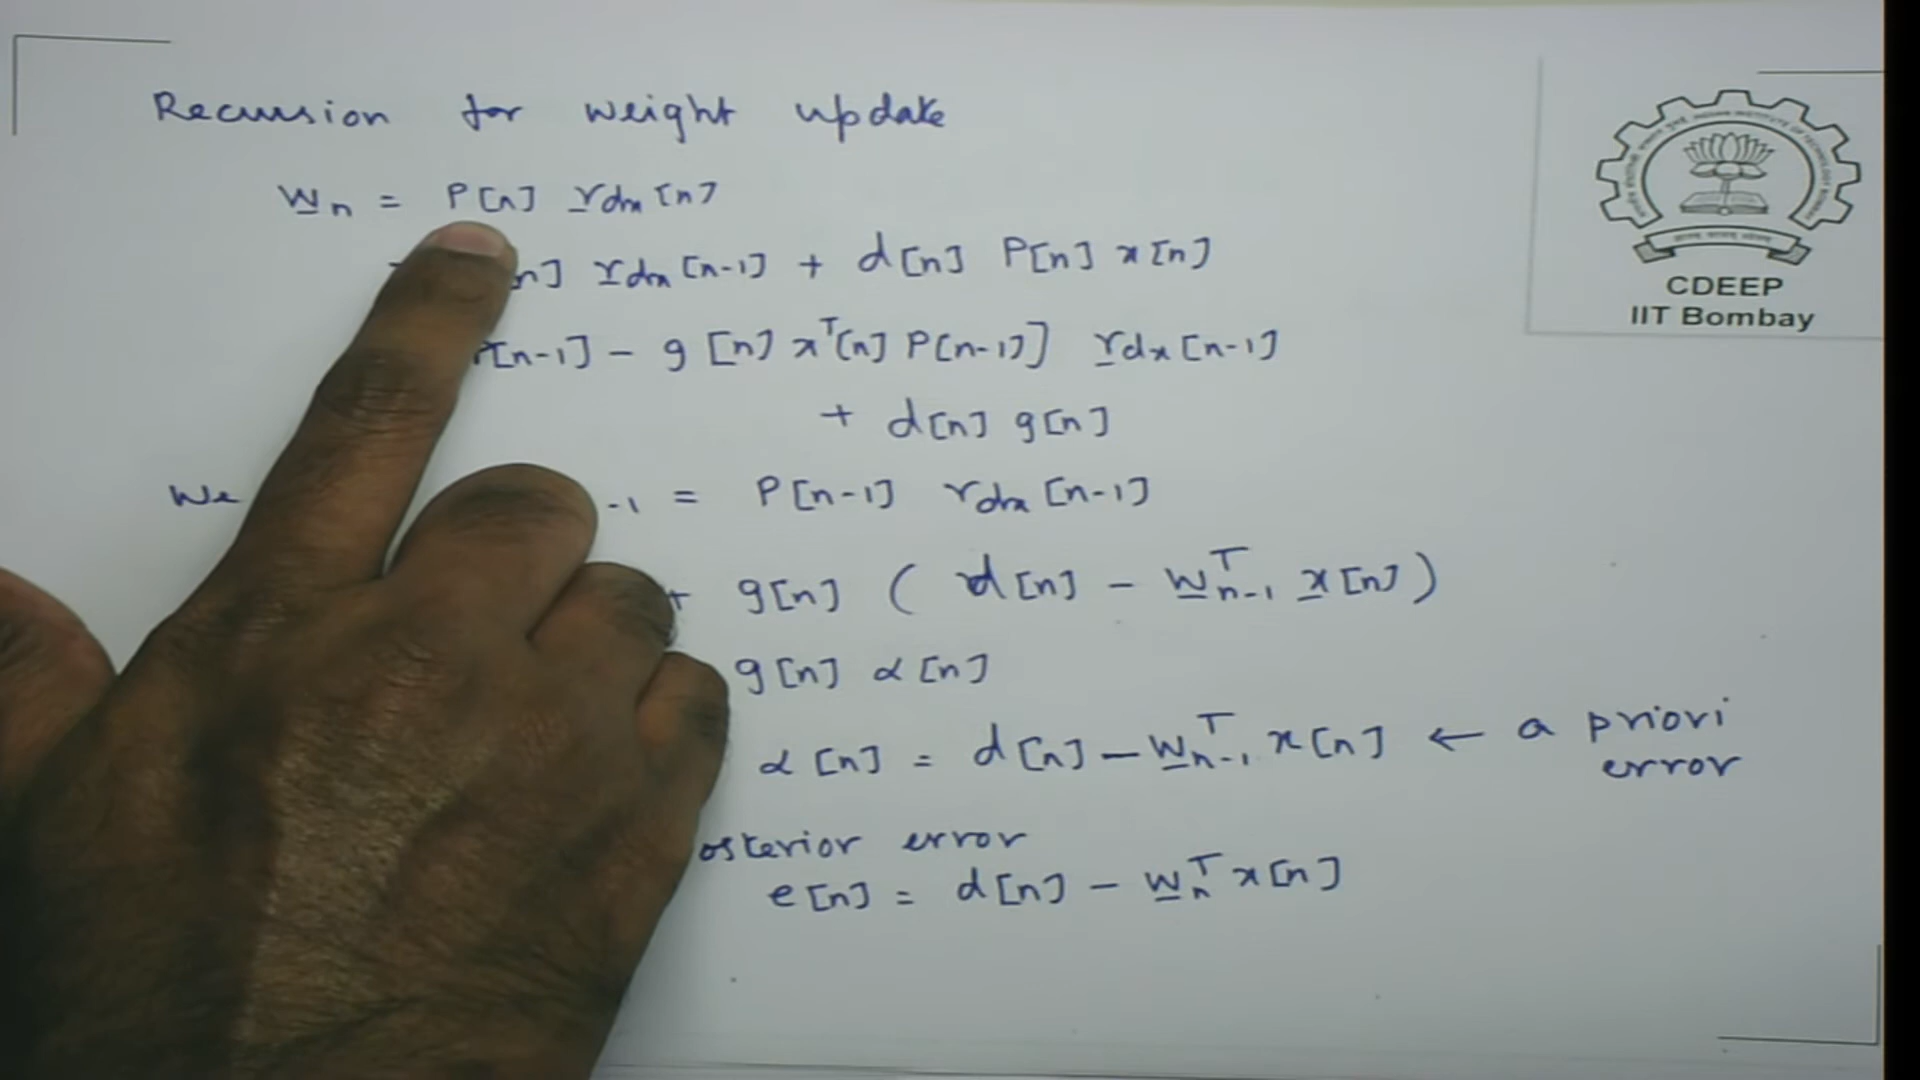 Recursion for weight update
w_n = P[n] r_dx[n]
n] r_dx[n-1] + d[n] P[n] x[n]
P[n-1] - g[n] x^T[n] P[n-1]] r_dx[n-1]
+ d[n] g[n]
We -1 = P[n-1] r_dx[n-1]
+ g[n] ( d[n] - w^T_n-1 x[n] )
g[n] α[n]
α[n] = d[n] - w^T_n-1 x[n] ← a priori
error
osterior error
e[n] = d[n] - w_n^T x[n]
CDEEP
IIT Bombay